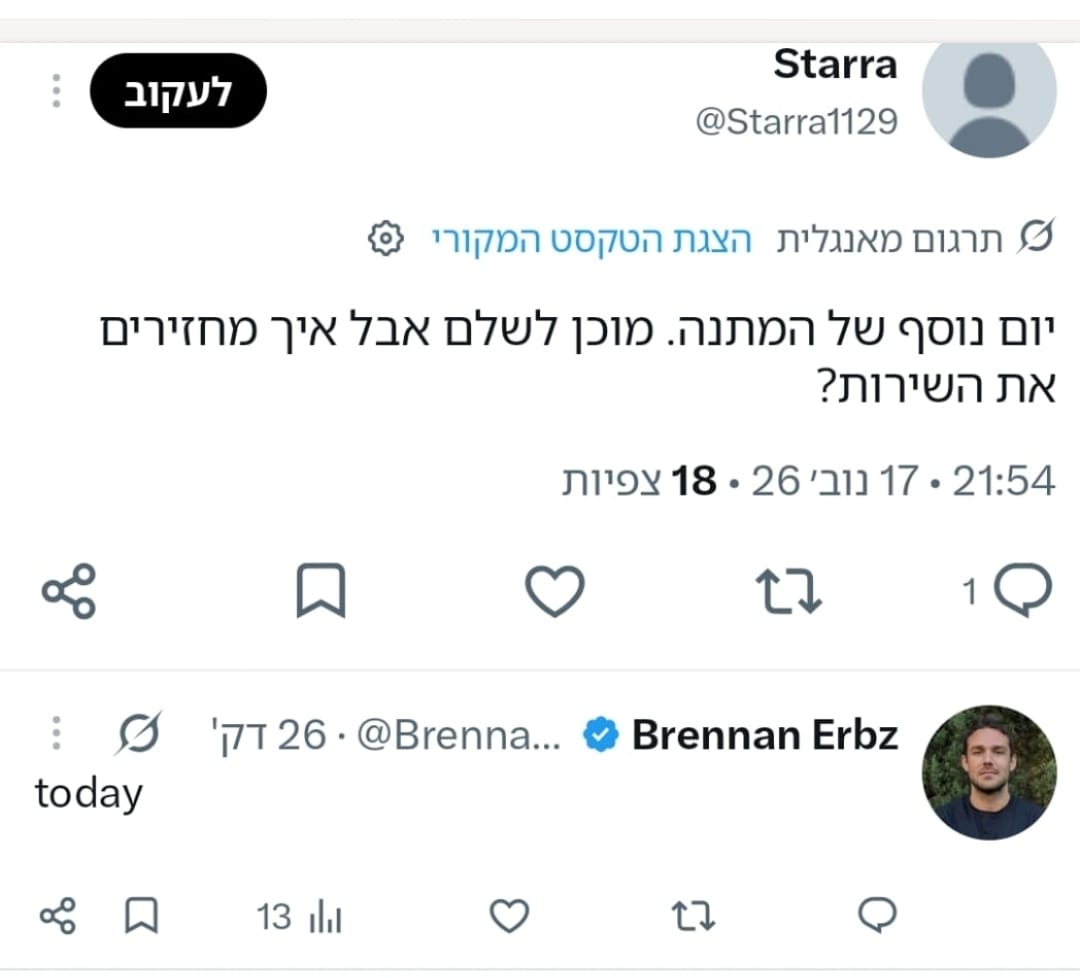 Starra
@Starra1129
לעקוב
תרגום מאנגלית הצגת הטקסט המקורי
יום נוסף של המתנה. מוכן לשלם אבל איך מחזירים
את השירות?
21:54 • 17 נוב׳ 26 • 18 צפיות
1
Brennan Erbz @Brenna... · 26 דק'
today
13